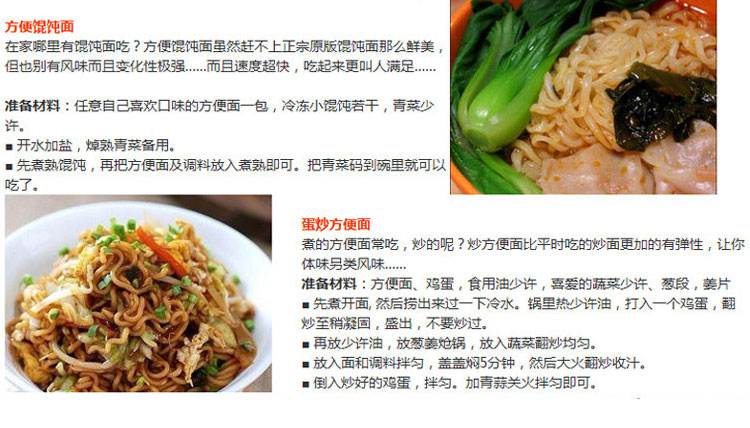 方便馄饨面
在家哪里有馄饨面吃？方便馄饨面虽然赶不上正宗原版馄饨面那么鲜美，
但也别有风味而且变化性极强......而且速度超快，吃起来更叫人满足......
准备材料：任意自己喜欢口味的方便面一包，冷冻小馄饨若干，青菜少
许。
■ 开水加盐，焯熟青菜备用。
■ 先煮熟馄饨，再把方便面及调料放入煮熟即可。把青菜码到碗里就可以
吃了。
蛋炒方便面
煮的方便面常吃，炒的呢？炒方便面比平时吃的炒面更加的有弹性，让你
体味另类风味......
准备材料：方便面、鸡蛋，食用油少许，喜爱的蔬菜少许、葱段，姜片
■ 先煮开面, 然后捞出来过一下冷水。锅里热少许油，打入一个鸡蛋，翻
炒至稍凝固，盛出，不要炒过。
■ 再放少许油，放葱姜炝锅，放入蔬菜翻炒均匀。
■ 放入面和调料拌匀，盖盖焖5分钟，然后大火翻炒收汁。
■ 倒入炒好的鸡蛋，拌匀。加青蒜关火拌匀即可。